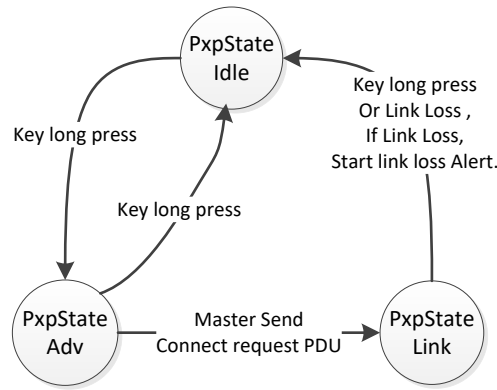 PxpState
Idle
Key long press
Or Link Loss ,
If Link Loss,
Start link loss Alert.
Key long press
Key long press
PxpState
Adv
Master Send
Connect request PDU
PxpState
Link